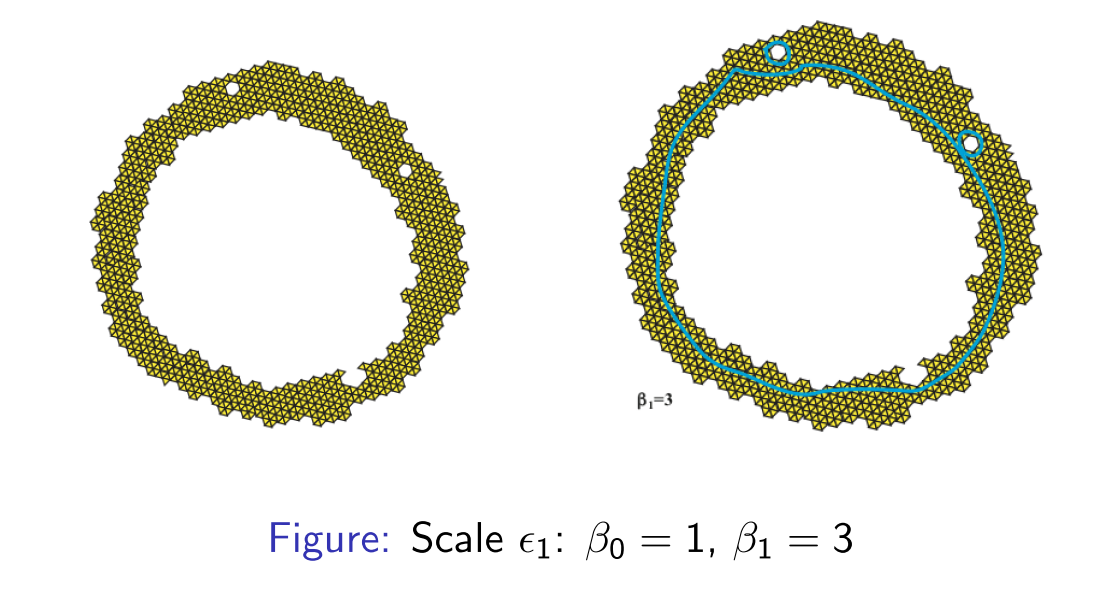 β₁=3
Figure: Scale ϵ₁: β₀ = 1, β₁ = 3